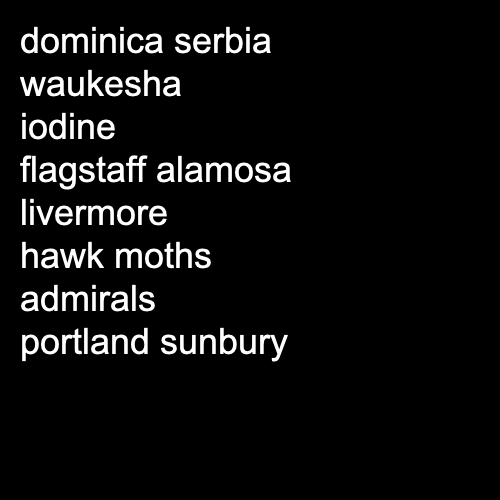 dominica serbia
waukesha
iodine
flagstaff alamosa
livermore
hawk moths
admirals
portland sunbury